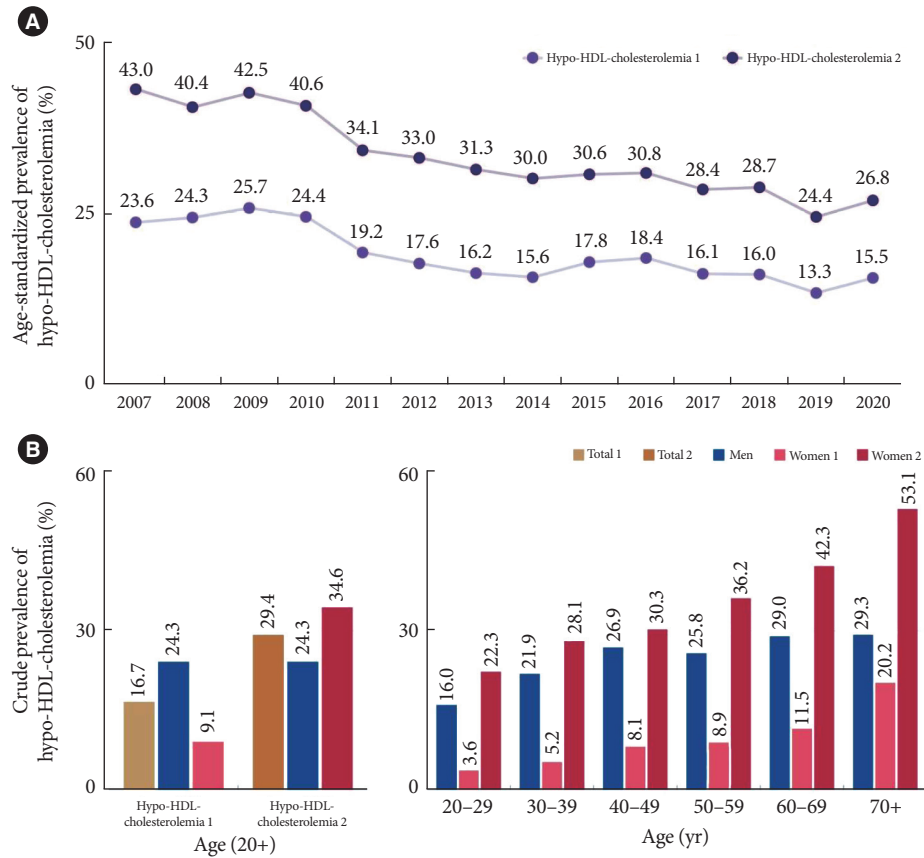 A
Age-standardized prevalence of
hypo-HDL-cholesterolemia (%)
50
25
0
Hypo-HDL-cholesterolemia 1 Hypo-HDL-cholesterolemia 2
43.0 40.4 42.5 40.6 34.1 33.0 31.3 30.0 30.6 30.8 28.4 28.7 24.4 26.8
23.6 24.3 25.7 24.4 19.2 17.6 16.2 15.6 17.8 18.4 16.1 16.0 13.3 15.5
2007 2008 2009 2010 2011 2012 2013 2014 2015 2016 2017 2018 2019 2020
B
Crude prevalence of
hypo-HDL-cholesterolemia (%)
60
30
0
16.7 24.3 9.1 29.4 24.3 34.6
Hypo-HDL-
cholesterolemia 1
Hypo-HDL-
cholesterolemia 2
Age (20+)
Total 1 Total 2 Men Women 1 Women 2
60
30
0
16.0 3.6 22.3 21.9 5.2 28.1 26.9 8.1 30.3 25.8 8.9 36.2 29.0 11.5 42.3 29.3 20.2 53.1
20–29 30–39 40–49 50–59 60–69 70+
Age (yr)